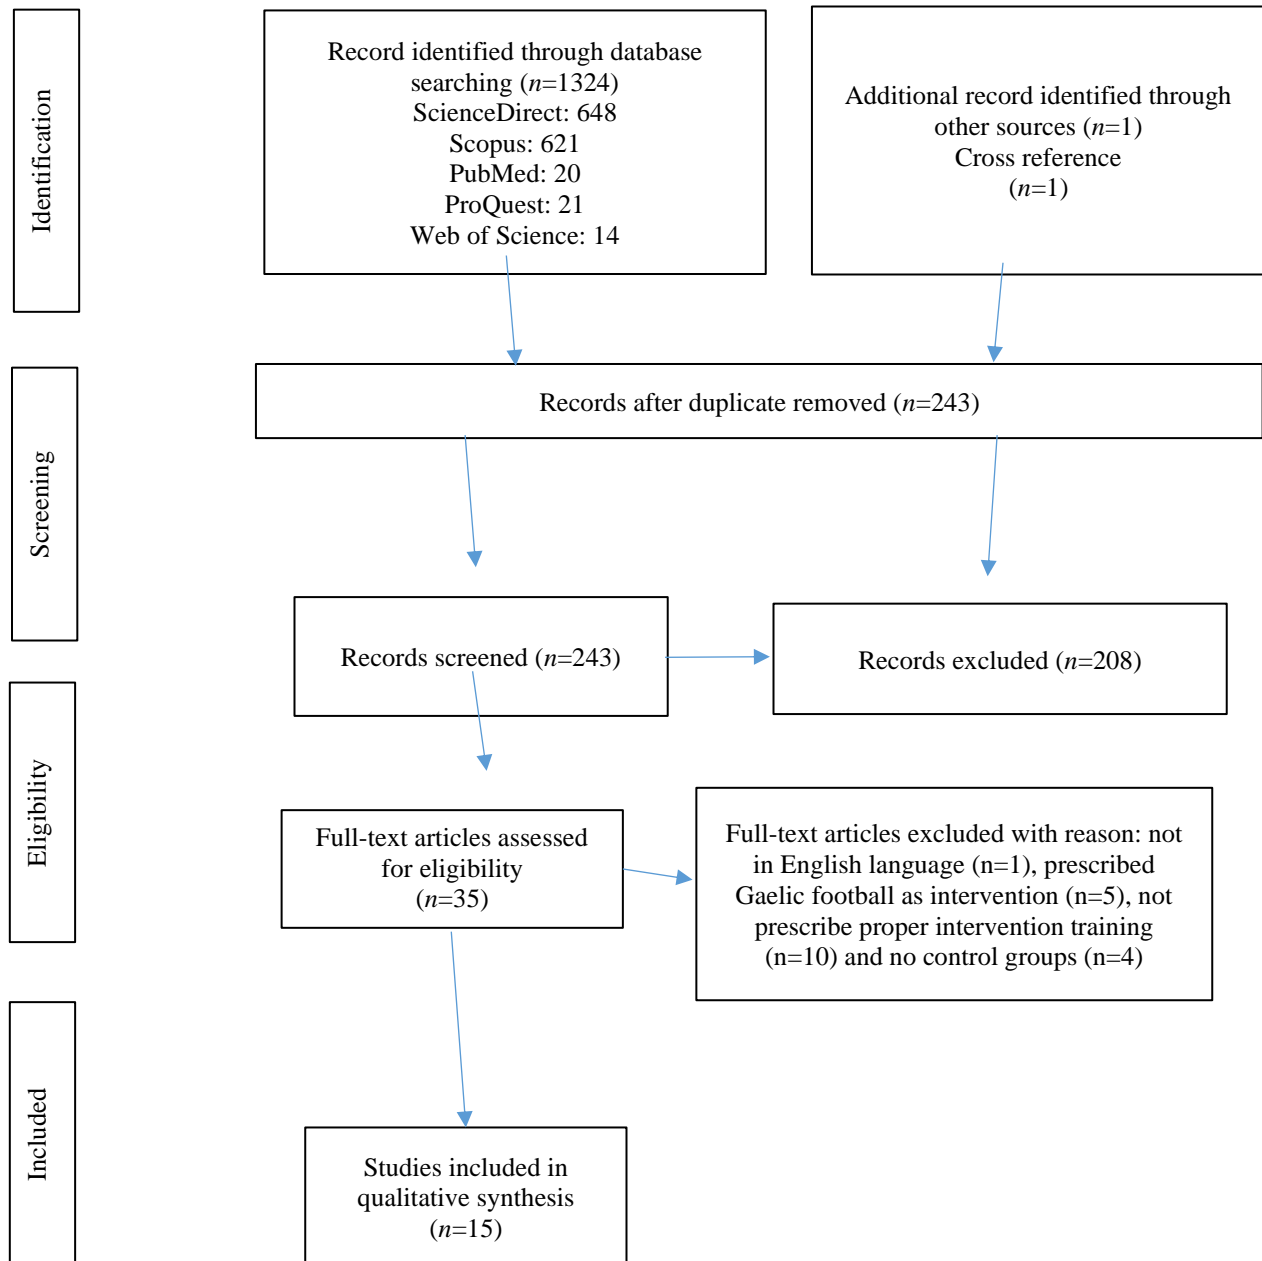 Identification
Record identified through database
searching (n=1324)
ScienceDirect: 648
Scopus: 621
PubMed: 20
ProQuest: 21
Web of Science: 14
Additional record identified through
other sources (n=1)
Cross reference
(n=1)
Screening
Records after duplicate removed (n=243)
Records screened (n=243)
Records excluded (n=208)
Eligibility
Full-text articles assessed
for eligibility
(n=35)
Full-text articles excluded with reason: not
in English language (n=1), prescribed
Gaelic football as intervention (n=5), not
prescribe proper intervention training
(n=10) and no control groups (n=4)
Included
Studies included in
qualitative synthesis
(n=15)